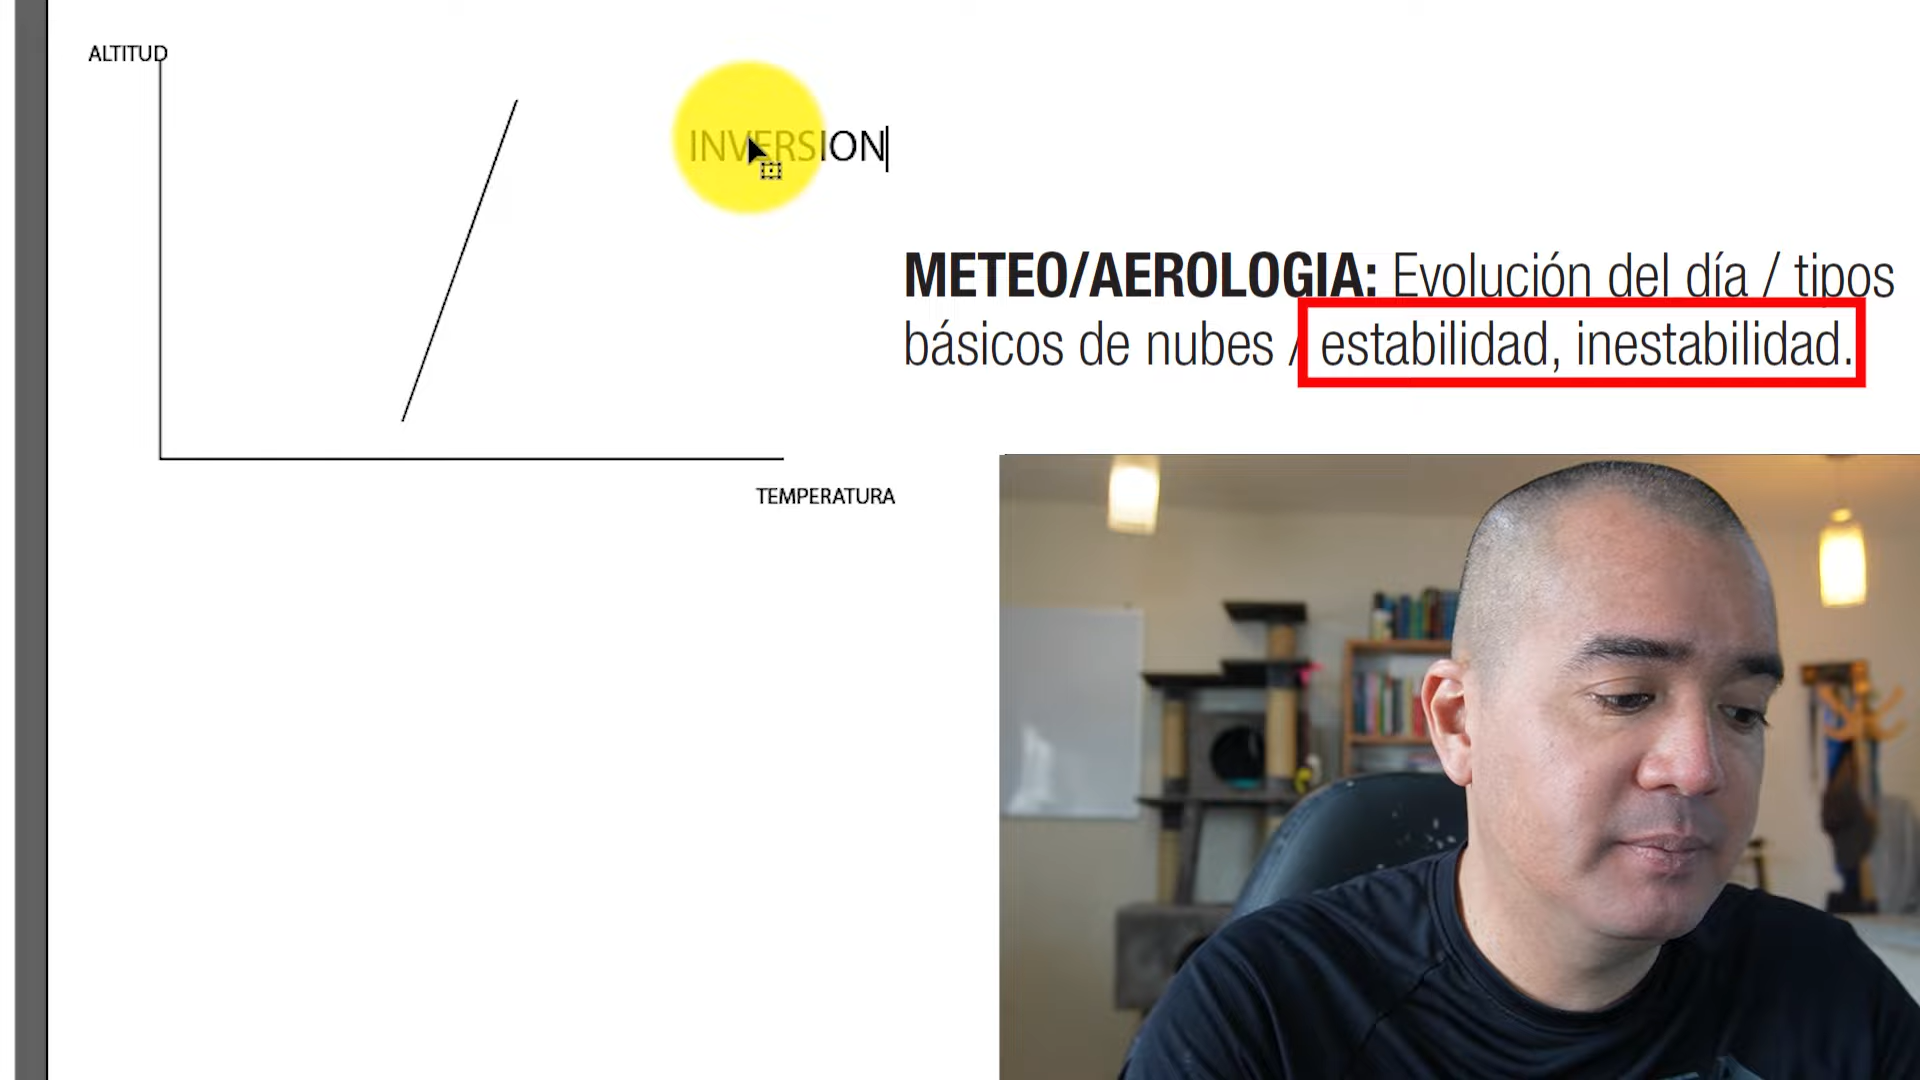 ALTITUD
INVERSION
METEO/AEROLOGIA: Evolución del día / tipos
básicos de nubes / estabilidad, inestabilidad.
TEMPERATURA